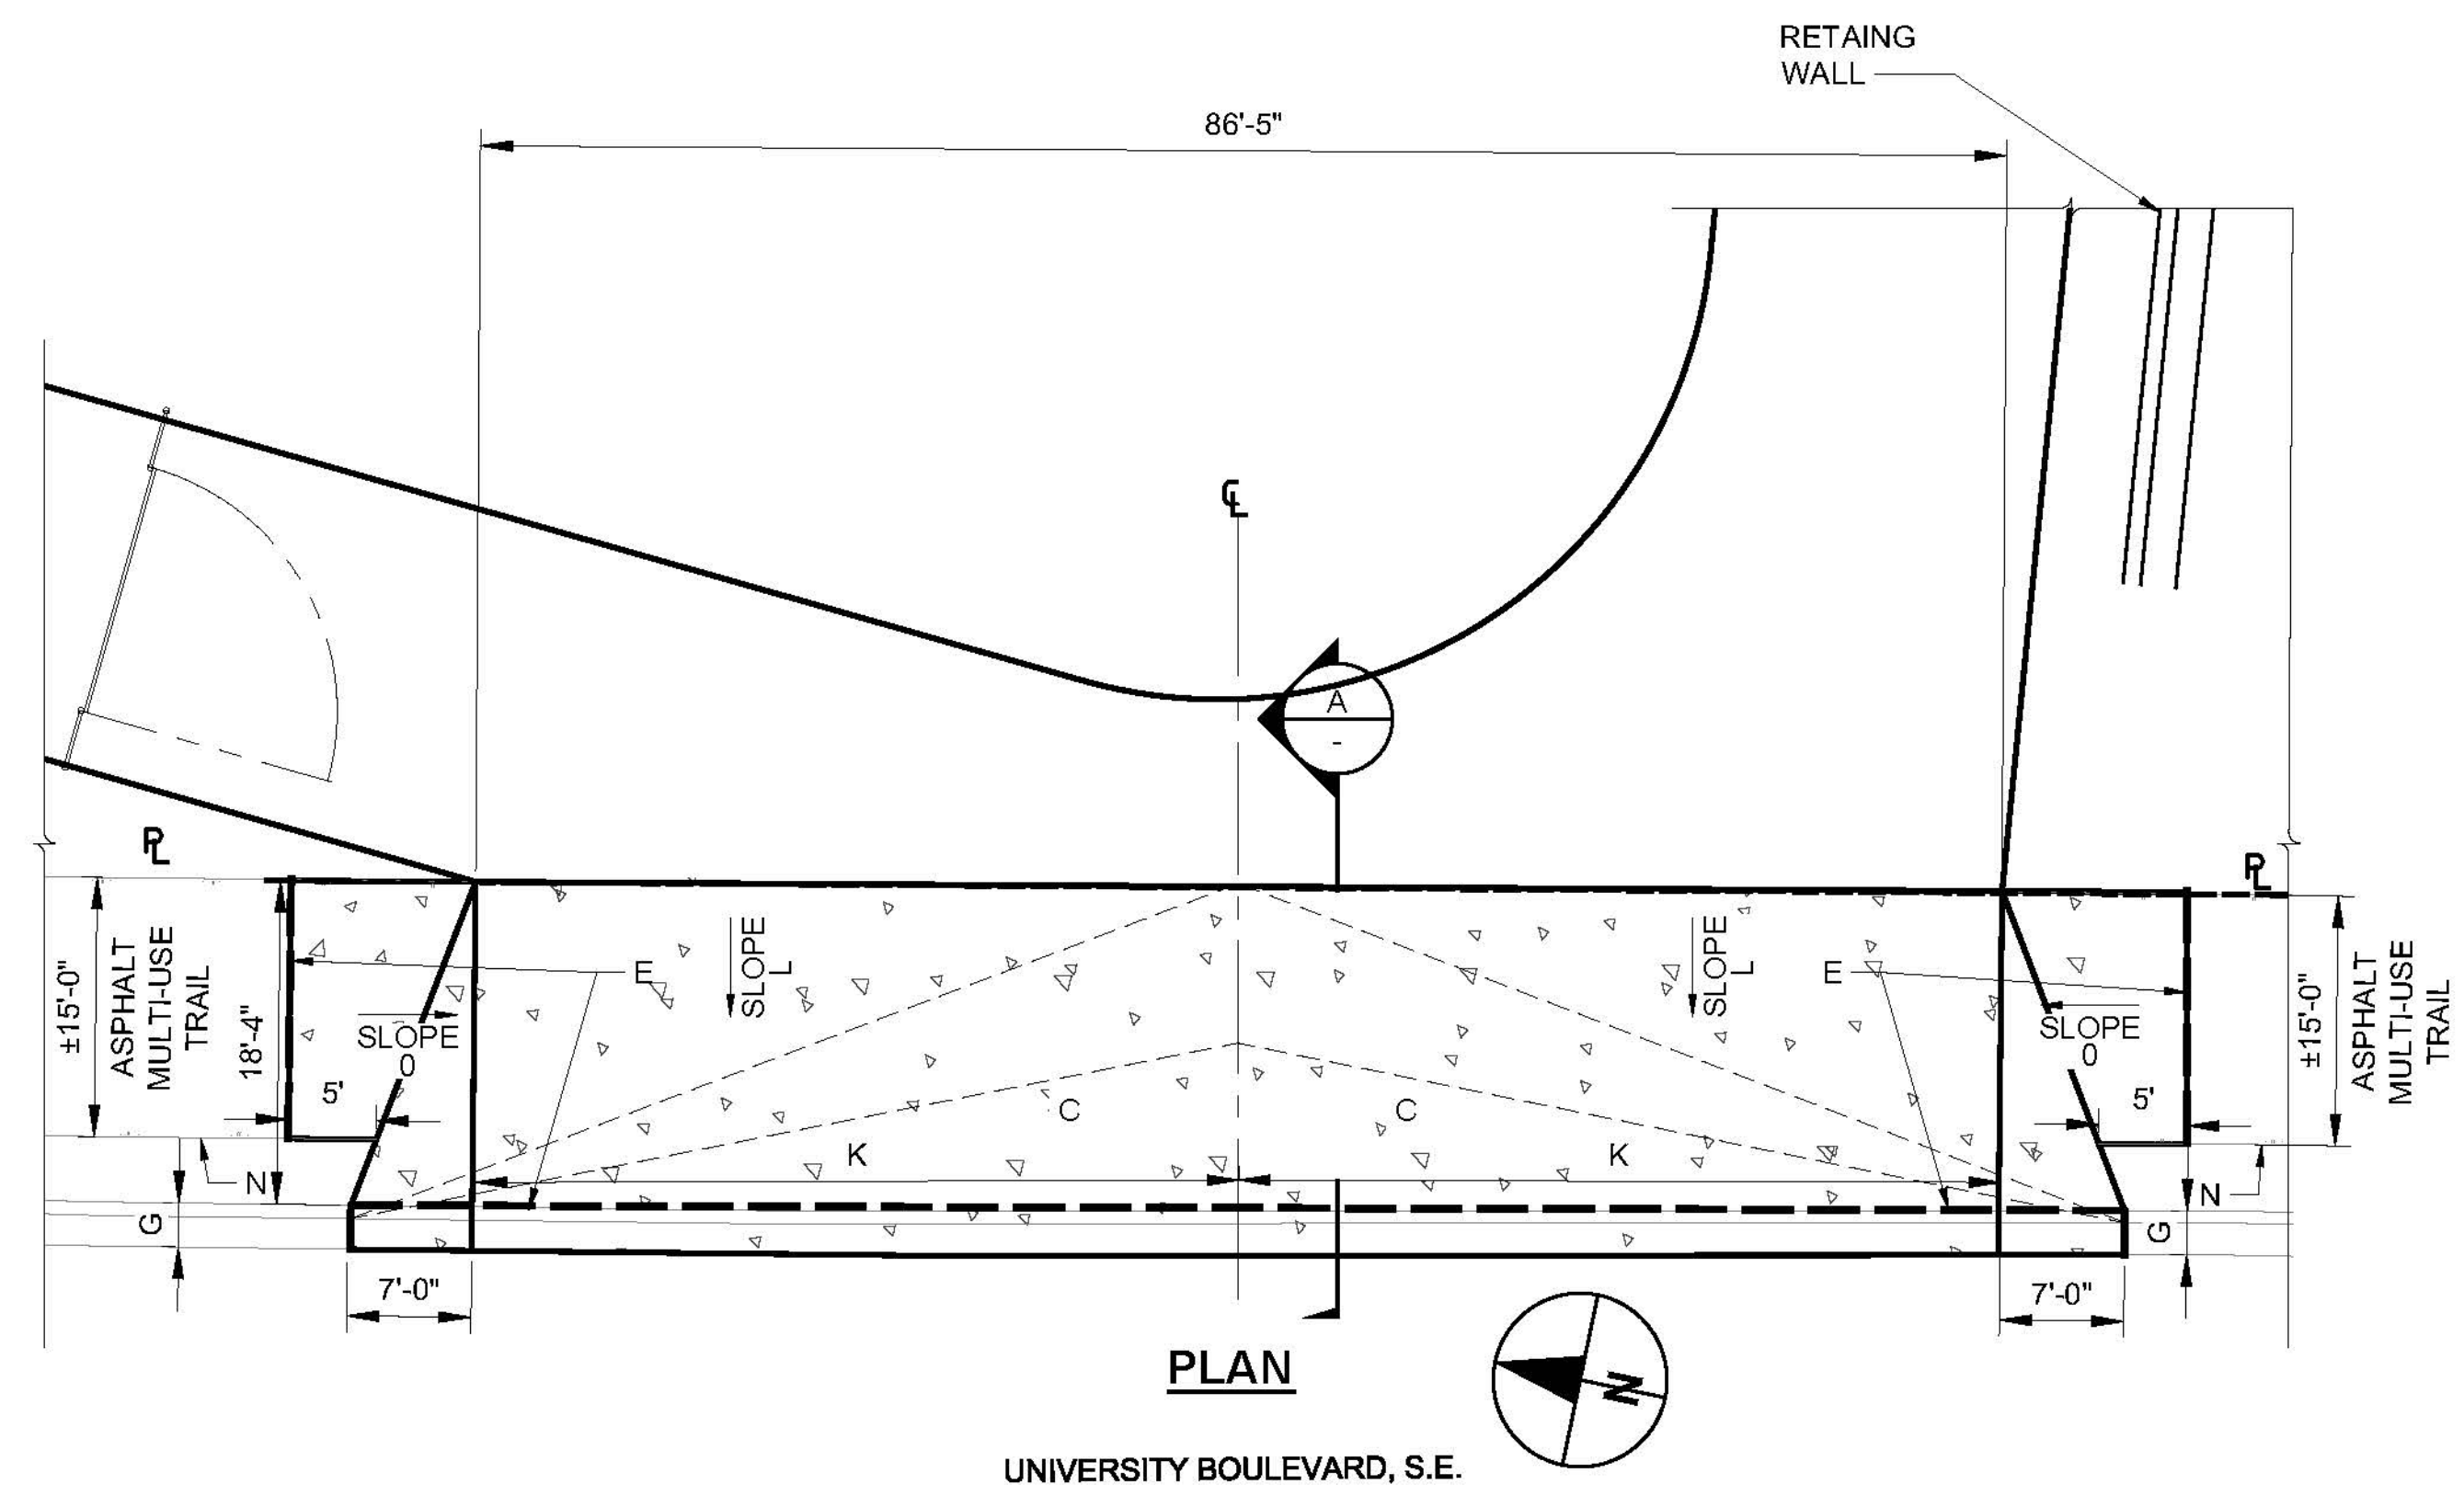 RETAING
WALL
86'-5"
℄
A
-
PL
PL
±15'-0"
ASPHALT
MULTI-USE
TRAIL
18'-4"
E
SLOPE
L
SLOPE
L
E
SLOPE
0
SLOPE
0
5'
5'
±15'-0"
ASPHALT
MULTI-USE
TRAIL
C
C
K
K
N
N
G
G
7'-0"
7'-0"
PLAN
N
UNIVERSITY BOULEVARD, S.E.